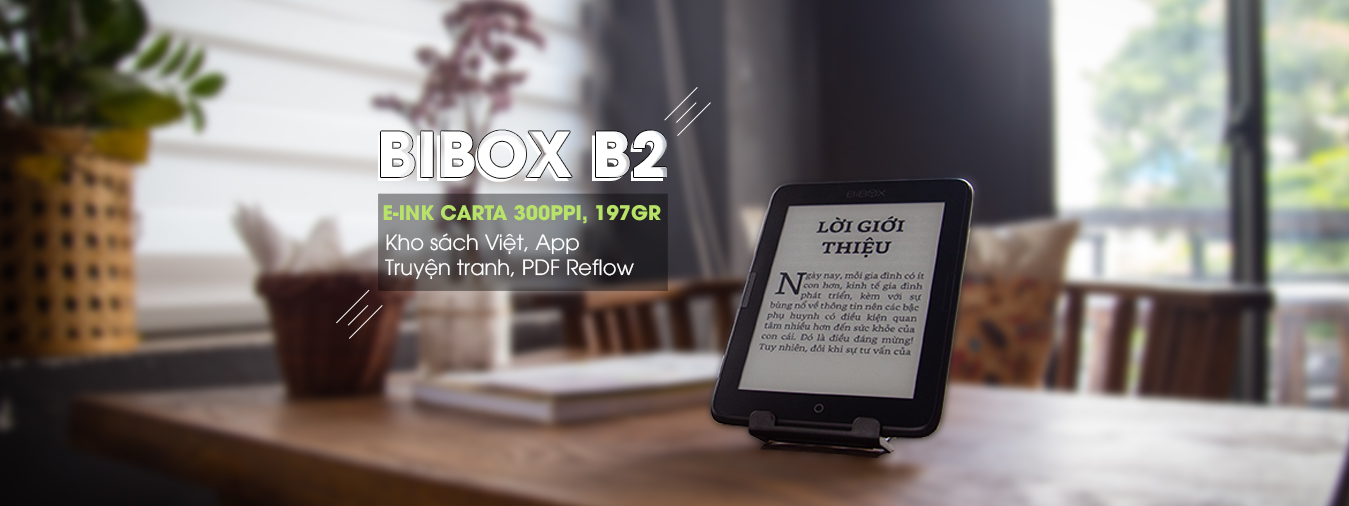 BIBOX B2
E-INK CARTA 300PPI, 197GR
Kho sách Việt, App
Truyện tranh, PDF Reflow
BIBOX
LỜI GIỚI
THIỆU
Ngày nay, mỗi gia đình có ít
con hơn, kinh tế gia đình
phát triển, kèm với sự
bùng nổ về thông tin nên các bậc
phụ huynh có điều kiện quan
tâm nhiều hơn đến sức khỏe của
con cái. Đó là điều đáng mừng!
Tuy nhiên, đôi khi sự tư vấn của